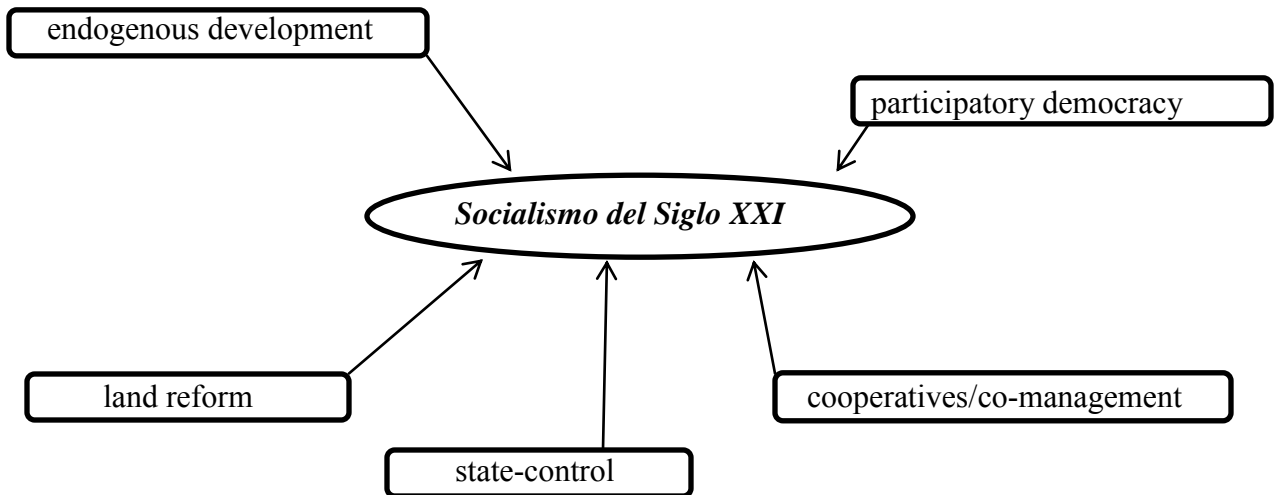 endogenous development
participatory democracy
Socialismo del Siglo XXI
land reform
cooperatives/co-management
state-control